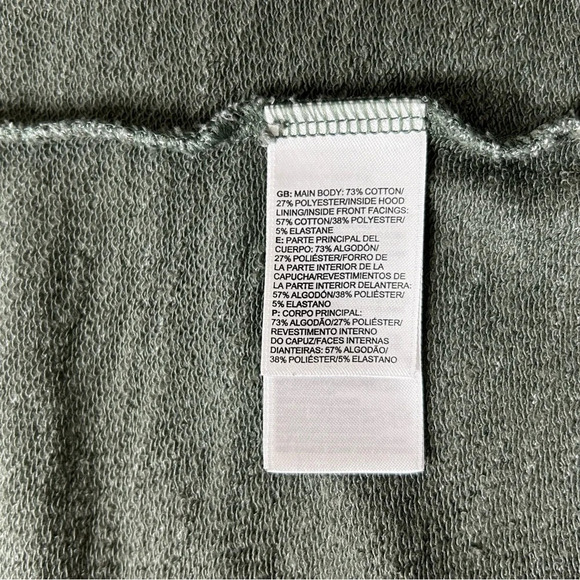 GB: MAIN BODY: 73% COTTON/
27% POLYESTER/INSIDE HOOD
LINING/INSIDE FRONT FACINGS:
57% COTTON/38% POLYESTER/
5% ELASTANE
E: PARTE PRINCIPAL DEL
CUERPO: 73% ALGODÓN/
27% POLIÉSTER/FORRO DE
LA PARTE INTERIOR DE LA
CAPUCHA/REVESTIMIENTOS DE
LA PARTE INTERIOR DELANTERA:
57% ALGODÓN/38% POLIÉSTER/
5% ELASTANO
P: CORPO PRINCIPAL:
73% ALGODÃO/27% POLIÉSTER/
REVESTIMENTO INTERNO
DO CAPUZ/FACES INTERNAS
DIANTEIRAS: 57% ALGODÃO/
38% POLIÉSTER/5% ELASTANO